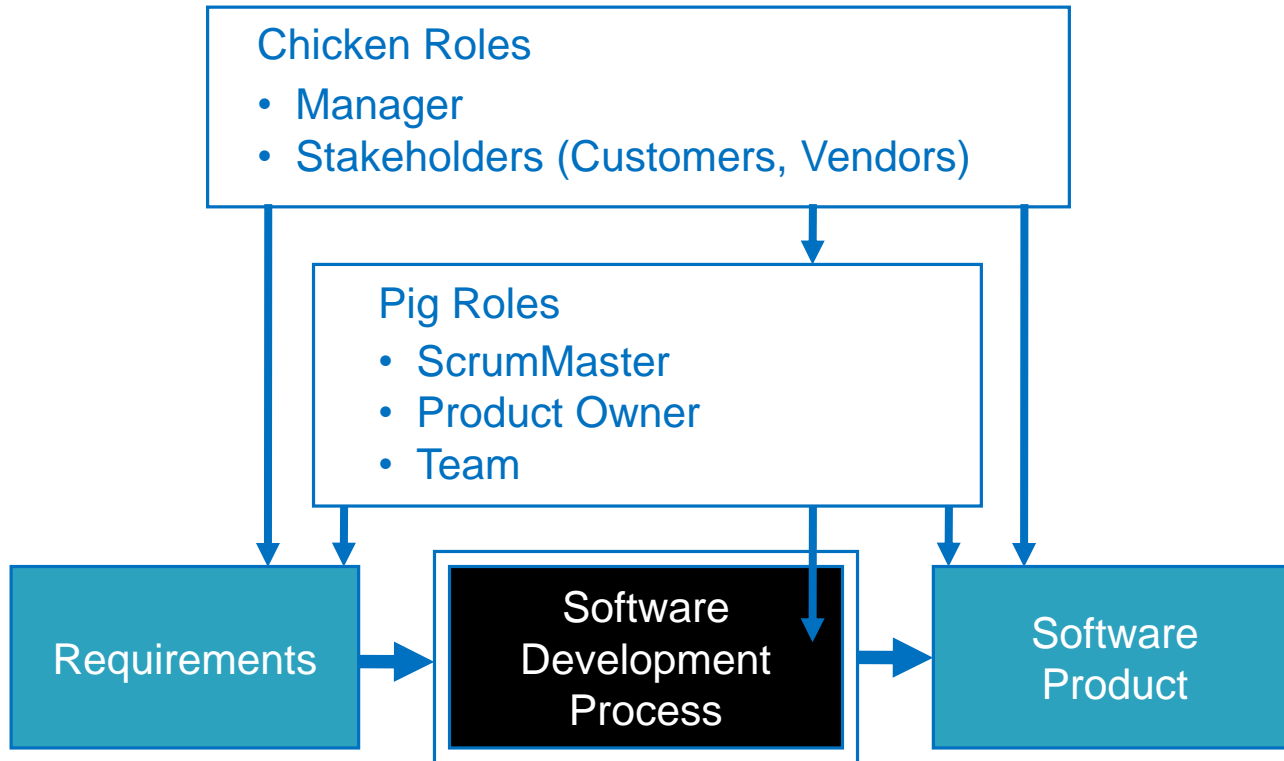 Chicken Roles
• Manager
• Stakeholders (Customers, Vendors)
Pig Roles
• ScrumMaster
• Product Owner
• Team
Requirements
Software
Development
Process
Software
Product